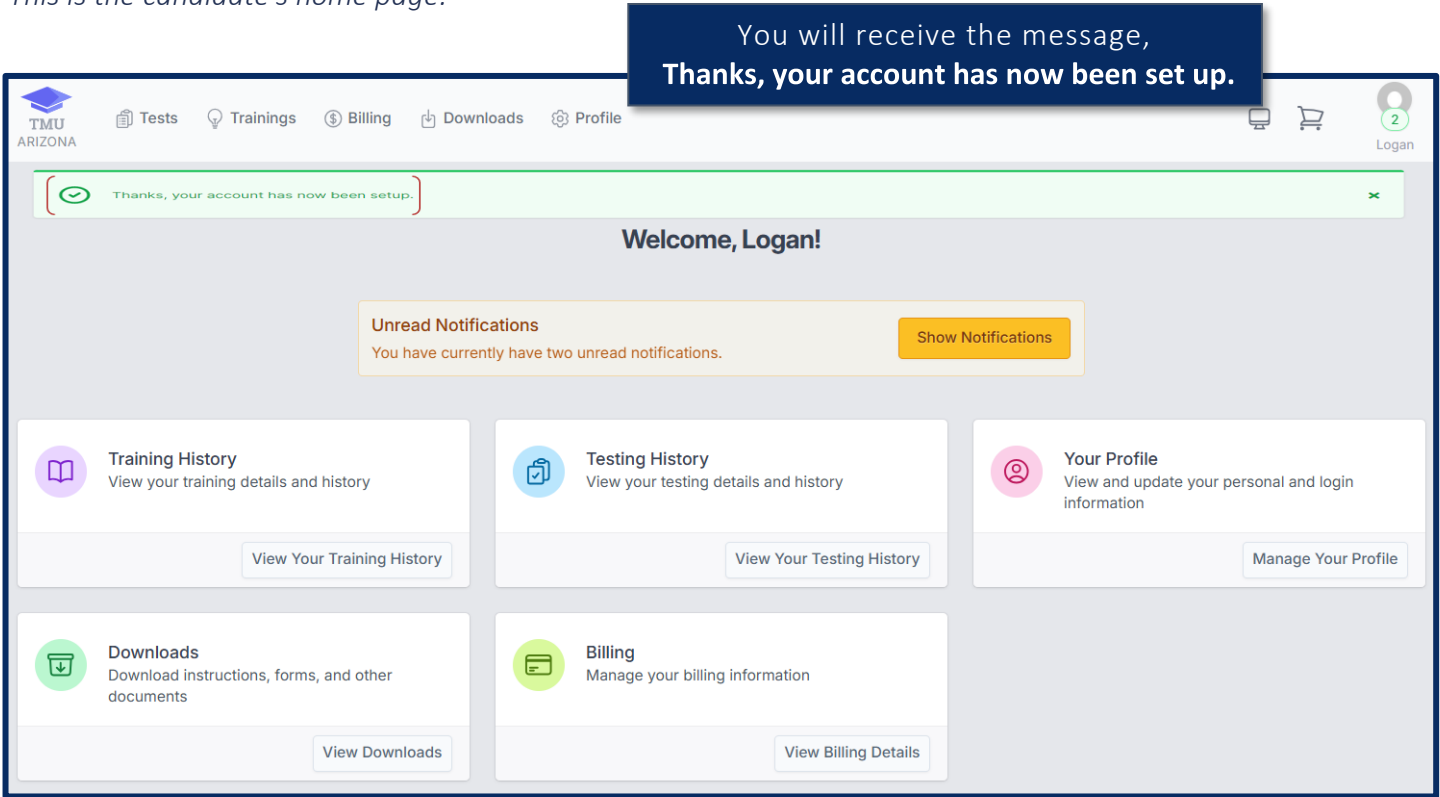 This is the candidate's home page.
You will receive the message,
Thanks, your account has now been set up.
TMU
ARIZONA
Tests
Trainings
Billing
Downloads
Profile
2
Logan
Thanks, your account has now been setup.
Welcome, Logan!
Unread Notifications
You have currently have two unread notifications.
Show Notifications
Training History
View your training details and history
View Your Training History
Testing History
View your testing details and history
View Your Testing History
Your Profile
View and update your personal and login
information
Manage Your Profile
Downloads
Download instructions, forms, and other
documents
View Downloads
Billing
Manage your billing information
View Billing Details